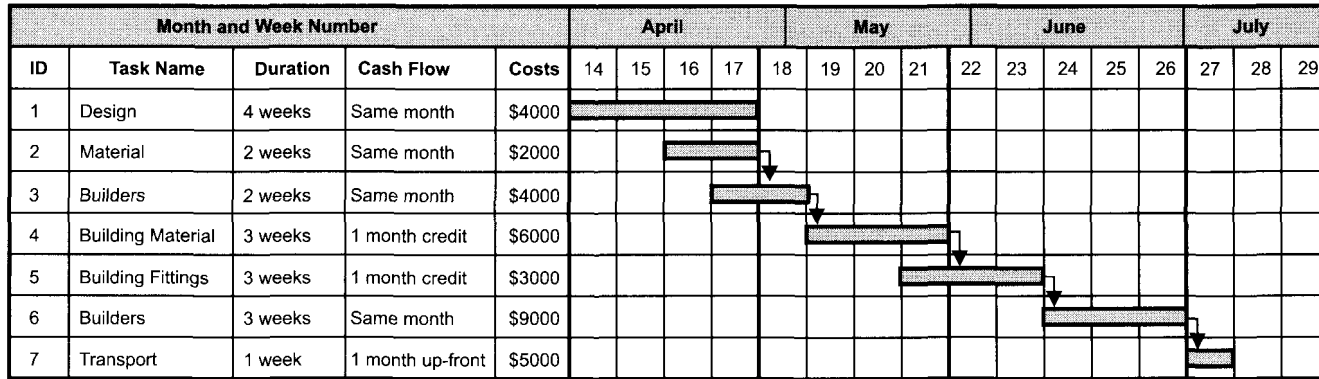 Month and Week Number April May June July
ID Task Name Duration Cash Flow Costs 14 15 16 17 18 19 20 21 22 23 24 25 26 27 28 29
1 Design 4 weeks Same month $4000
2 Material 2 weeks Same month $2000
3 Builders 2 weeks Same month $4000
4 Building Material 3 weeks 1 month credit $6000
5 Building Fittings 3 weeks 1 month credit $3000
6 Builders 3 weeks Same month $9000
7 Transport 1 week 1 month up-front $5000